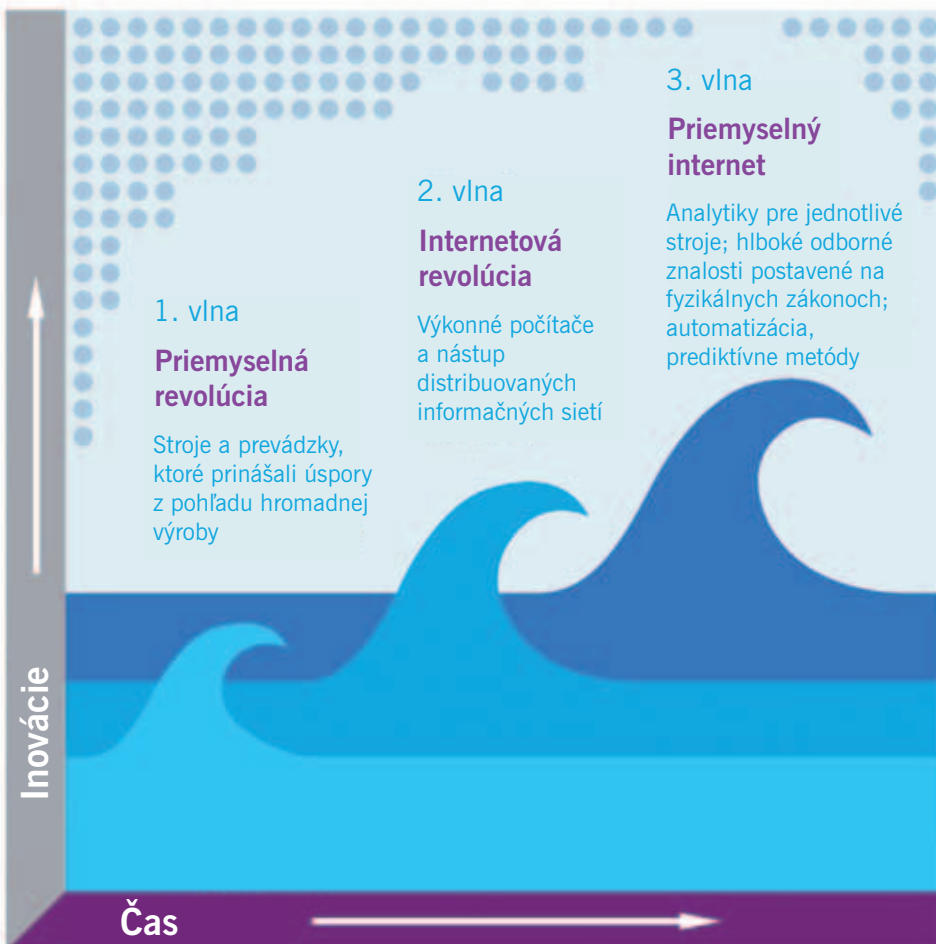 1. vlna
Priemyselná
revolúcia
Stroje a prevádzky,
ktoré prinášali úspory
z pohľadu hromadnej
výroby
2. vlna
Internetová
revolúcia
Výkonné počítače
a nástup
distribuovaných
informačných sietí
3. vlna
Priemyselný
internet
Analytiky pre jednotlivé
stroje; hlboké odborné
znalosti postavené na
fyzikálnych zákonoch;
automatizácia,
prediktívne metódy
Inovácie
Čas